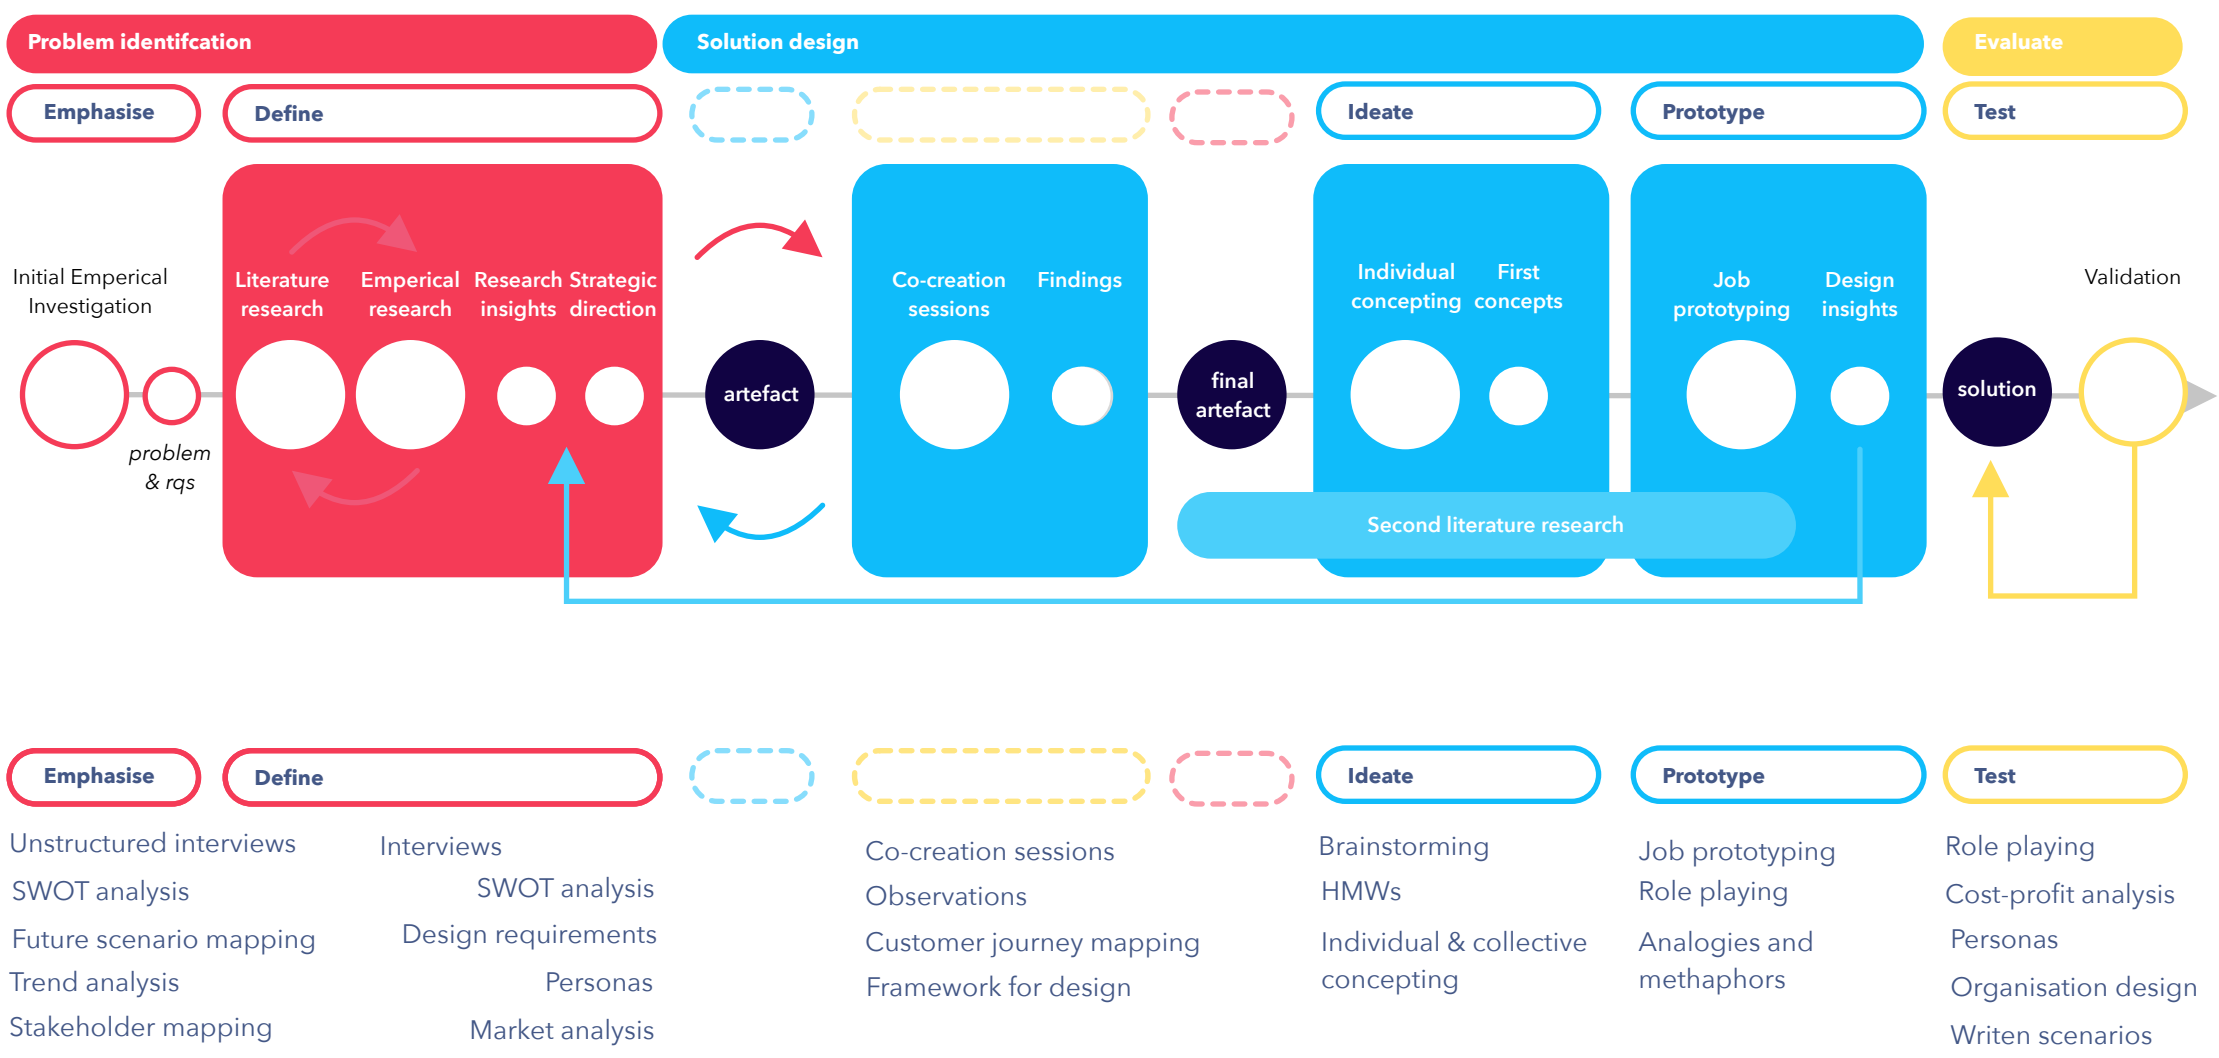 Problem identifcation
Solution design
Evaluate
Emphasise
Define
Ideate
Prototype
Test
Initial Emperical
Investigation
problem
& rqs
Literature
research
Emperical
research
Research
insights
Strategic
direction
artefact
Co-creation
sessions
Findings
final
artefact
Individual
concepting
First
concepts
Job
prototyping
Design
insights
Second literature research
solution
Validation
Emphasise
Define
Ideate
Prototype
Test
Unstructured interviews
SWOT analysis
Future scenario mapping
Trend analysis
Stakeholder mapping
Interviews
SWOT analysis
Design requirements
Personas
Market analysis
Co-creation sessions
Observations
Customer journey mapping
Framework for design
Brainstorming
HMWs
Individual & collective
concepting
Job prototyping
Role playing
Analogies and
methaphors
Role playing
Cost-profit analysis
Personas
Organisation design
Writen scenarios